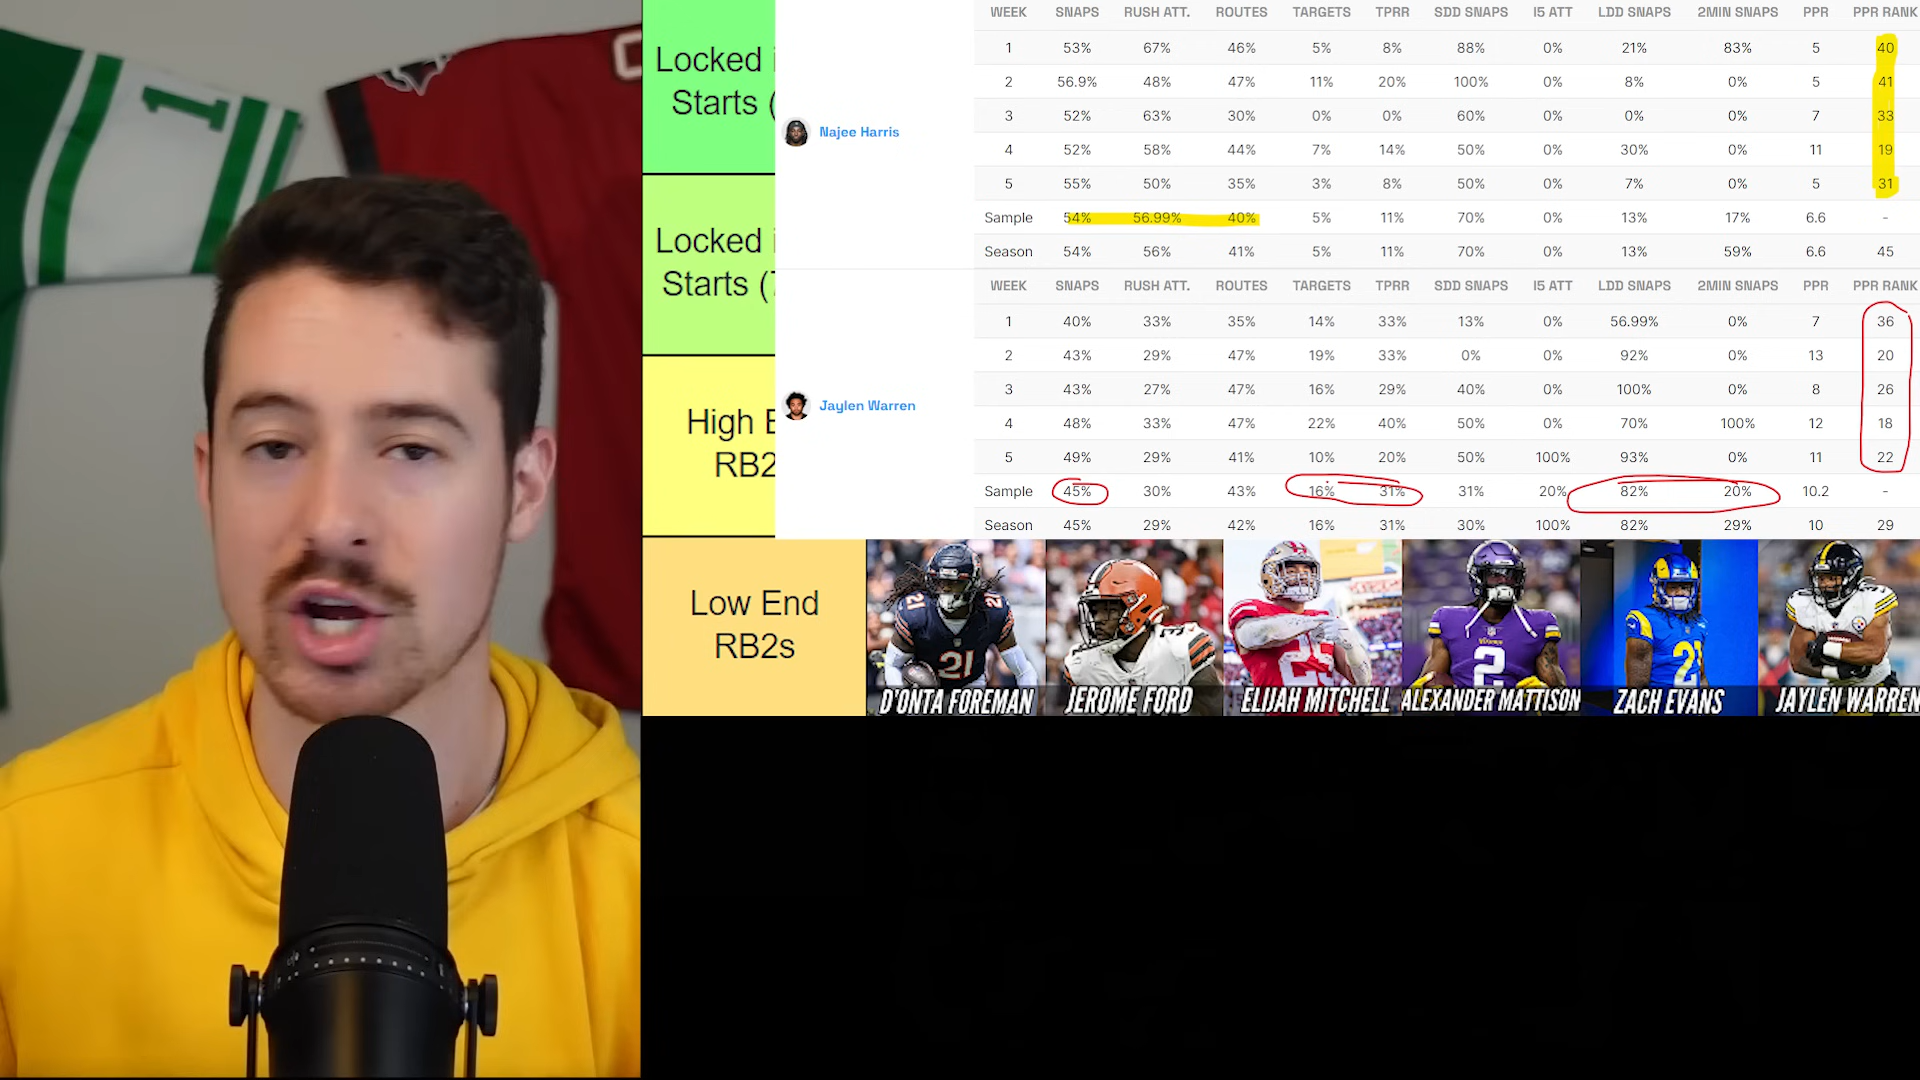 WEEK SNAPS RUSH ATT. ROUTES TARGETS TPRR SDD SNAPS I5 ATT LDD SNAPS 2MIN SNAPS PPR PPR RANK
1 53% 67% 46% 5% 8% 88% 0% 21% 83% 5 40
2 56.9% 48% 47% 11% 20% 100% 0% 8% 0% 5 41
3 52% 63% 30% 0% 0% 60% 0% 0% 0% 7 33
Najee Harris
4 52% 58% 44% 7% 14% 50% 0% 30% 0% 11 19
5 55% 50% 35% 3% 8% 50% 0% 7% 0% 5 31
Sample 54% 56.99% 40% 5% 11% 70% 0% 13% 17% 6.6 -
Season 54% 56% 41% 5% 11% 70% 0% 13% 59% 6.6 45
WEEK SNAPS RUSH ATT. ROUTES TARGETS TPRR SDD SNAPS I5 ATT LDD SNAPS 2MIN SNAPS PPR PPR RANK
1 40% 33% 35% 14% 33% 13% 0% 56.99% 0% 7 36
2 43% 29% 47% 19% 33% 0% 0% 92% 0% 13 20
3 43% 27% 47% 16% 29% 40% 0% 100% 0% 8 26
Jaylen Warren
4 48% 33% 47% 22% 40% 50% 0% 70% 100% 12 18
5 49% 29% 41% 10% 20% 50% 100% 93% 0% 11 22
Sample 45% 30% 43% 16% 31% 31% 20% 82% 20% 10.2 -
Season 45% 29% 42% 16% 31% 30% 100% 82% 29% 10 29
Locked i
Starts (
Locked i
Starts (7
High E
RB2
Low End
RB2s
1
21
21
D'ONTA FOREMAN
JEROME FORD
25
ELIJAH MITCHELL
2
ALEXANDER MATTISON
ZACH EVANS
JAYLEN WARREN